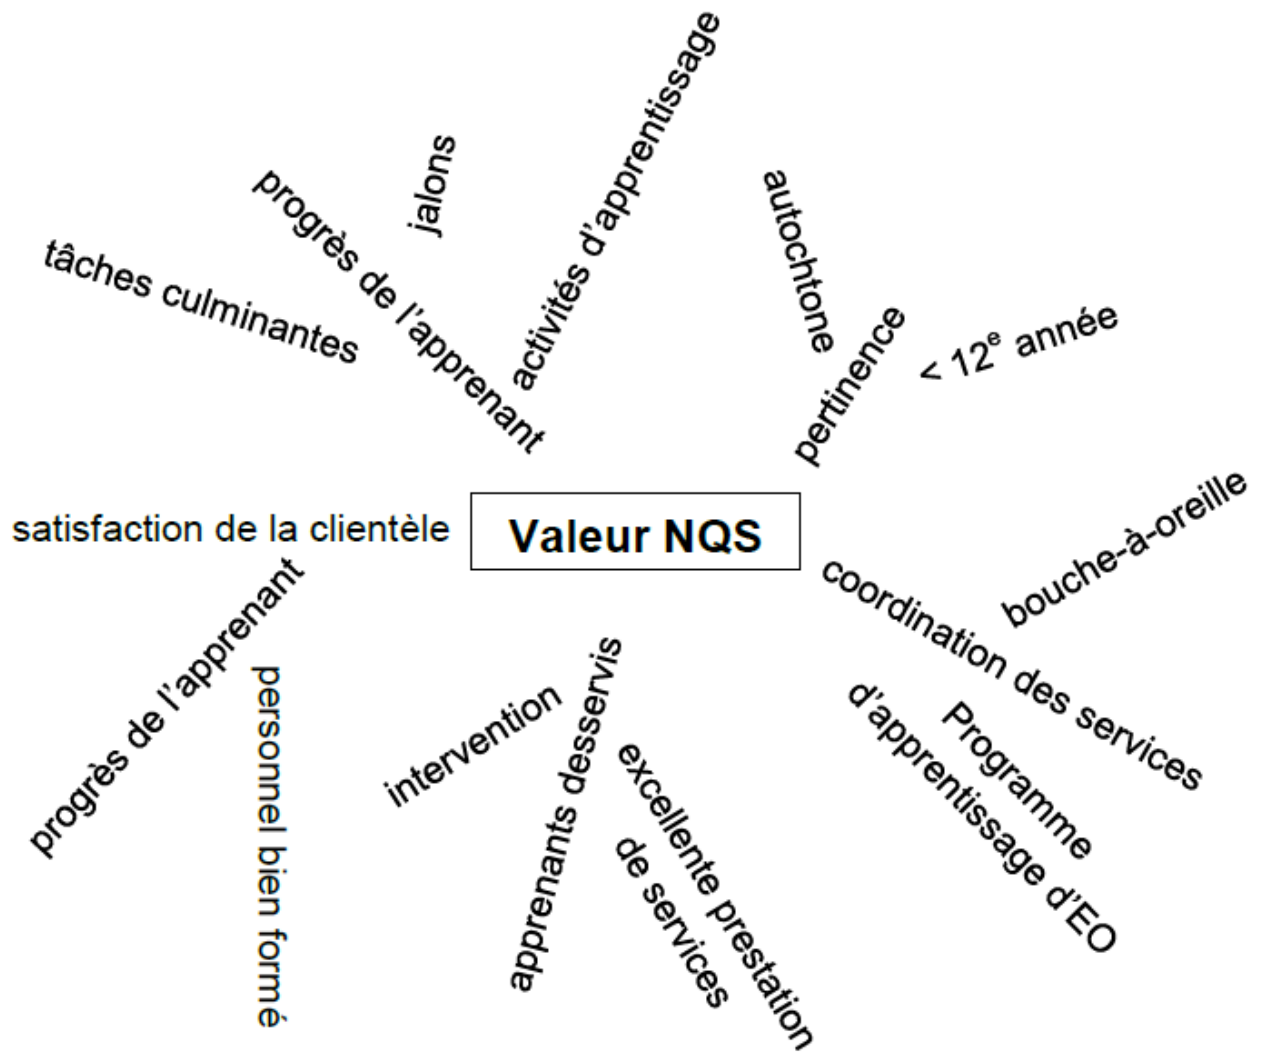 activités d'apprentissage
jalons
progrès de l'apprenant
tâches culminantes
autochtone
pertinence
< 12e année
satisfaction de la clientèle
Valeur NQS
bouche-à-oreille
coordination des services
Programme
d'apprentissage d'EO
progrès de l'apprenant
personnel bien formé
intervention
apprenants desservis
excellente prestation
de services